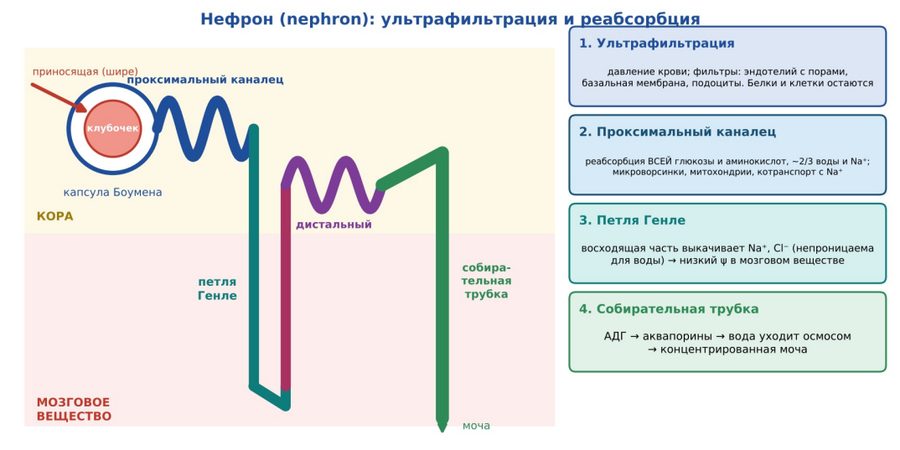 Нефрон (nephron): ультрафильтрация и реабсорбция
приносящая (шире)
проксимальный каналец
клубочек
капсула Боумена
КОРА
дистальный
петля
Генле
собира-
тельная
трубка
МОЗГОВОЕ
ВЕЩЕСТВО
моча
1. Ультрафильтрация
давление крови; фильтры: эндотелий с порами,
базальная мембрана, подоциты. Белки и клетки остаются
2. Проксимальный каналец
реабсорбция ВСЕЙ глюкозы и аминокислот, ~2/3 воды и Na⁺;
микроворсинки, митохондрии, котранспорт с Na⁺
3. Петля Генле
восходящая часть выкачивает Na⁺, Cl⁻ (непроницаема
для воды) → низкий ψ в мозговом веществе
4. Собирательная трубка
АДГ → аквапорины → вода уходит осмосом
→ концентрированная моча